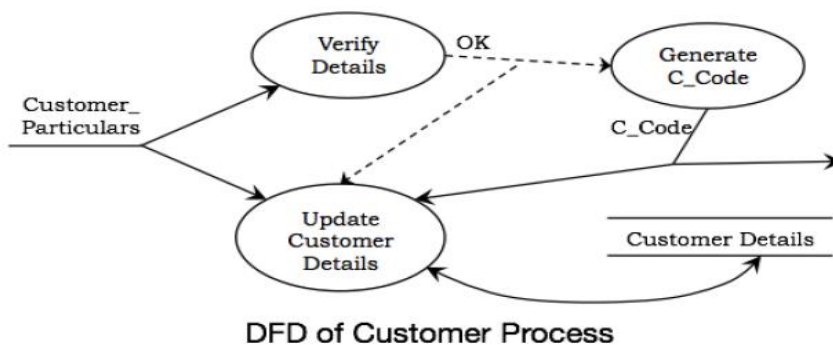 Verify
Details
OK
Generate
C_Code
Customer_
Particulars
C_Code
Update
Customer
Details
Customer Details
DFD of Customer Process